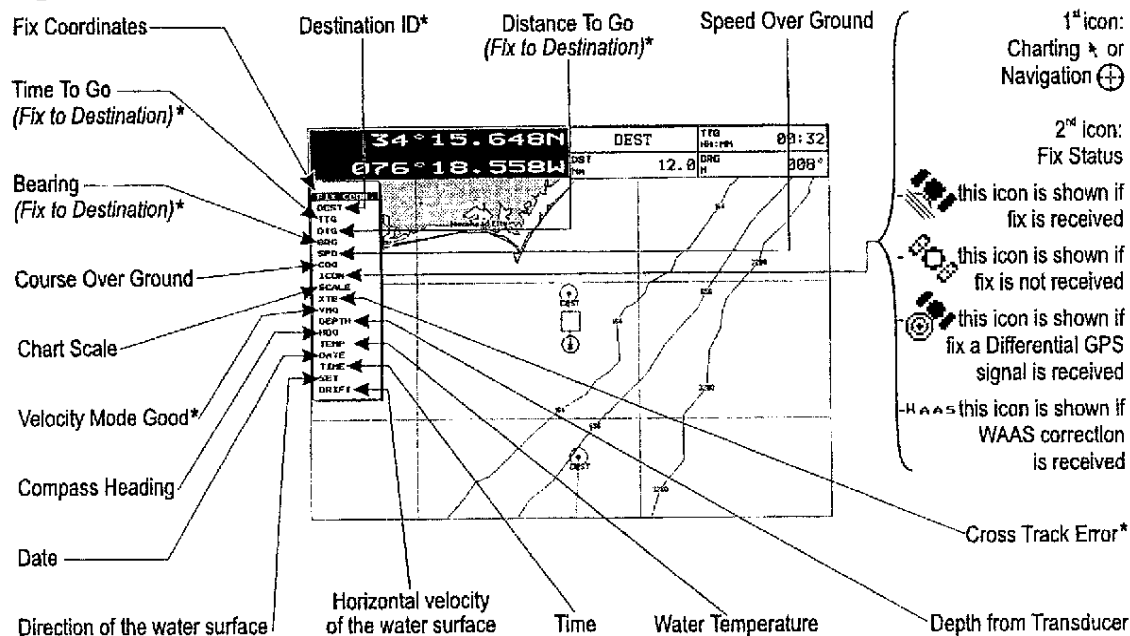 Fix Coordinates
Destination ID*
Distance To Go
(Fix to Destination)*
Speed Over Ground
1st icon:
Charting or
Navigation
Time To Go
(Fix to Destination)*
2nd icon:
Fix Status
34°15.648N
076°18.558W
DEST
TTG
HH:MM
00:32
DST
NM
12.0
BRG
M
008°
Bearing
(Fix to Destination)*
this icon is shown if
fix is received
FIX COOR.
DEST
TTG
DTG
BRG
SPD
COG
ICON
SCALE
XTE
VMG
DEPTH
HDG
TEMP
DATE
TIME
SET
DRIFT
Morehead City
DEST
DEST
Course Over Ground
this icon is shown if
fix is not received
Chart Scale
this icon is shown if
fix a Differential GPS
signal is received
Velocity Mode Good*
WAAS this icon is shown if
WAAS correction
is received
Compass Heading
Date
Cross Track Error*
Direction of the water surface
Horizontal velocity
of the water surface
Time
Water Temperature
Depth from Transducer